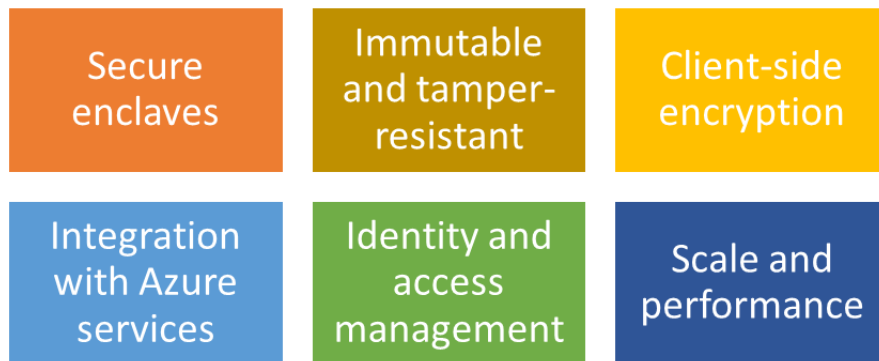 Secure
enclaves
Immutable
and tamper-
resistant
Client-side
encryption
Integration
with Azure
services
Identity and
access
management
Scale and
performance